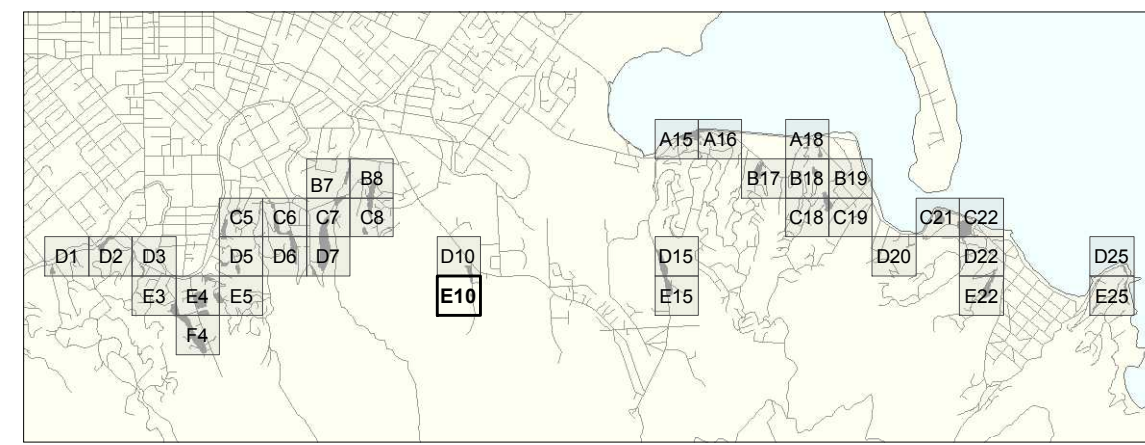 A15 A16 A18
B7 B8 B17 B18 B19
C5 C6 C7 C8 C18 C19 C21 C22
D1 D2 D3 D5 D6 D7 D10 D15 D20 D22 D25
E3 E4 E5 E10 E15 E22 E25
F4